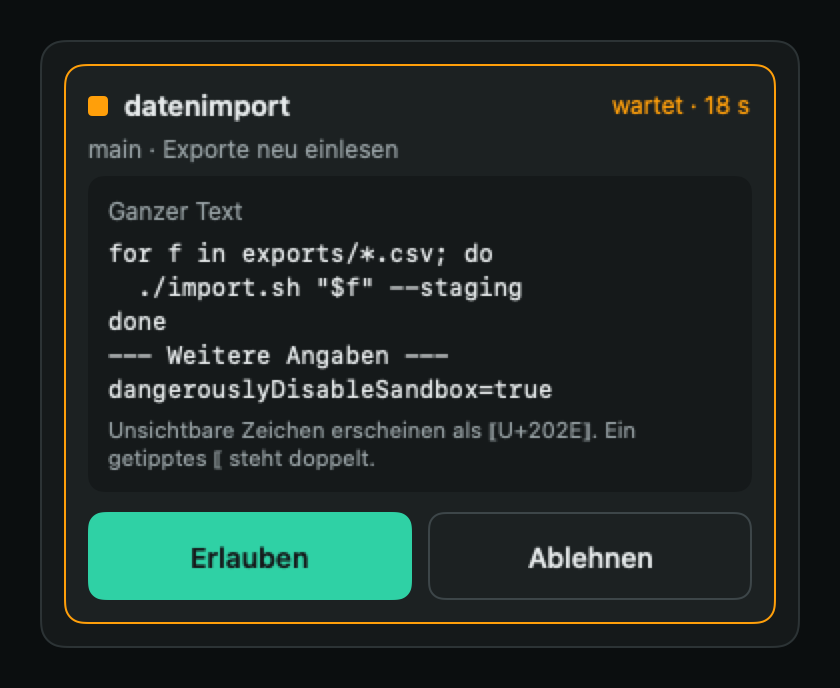 datenimport
wartet · 18 s
main · Exporte neu einlesen
Ganzer Text
for f in exports/*.csv; do
  ./import.sh "$f" --staging
done
--- Weitere Angaben ---
dangerouslyDisableSandbox=true
Unsichtbare Zeichen erscheinen als ⟦U+202E⟧. Ein
getipptes ⟦ steht doppelt.
Erlauben
Ablehnen